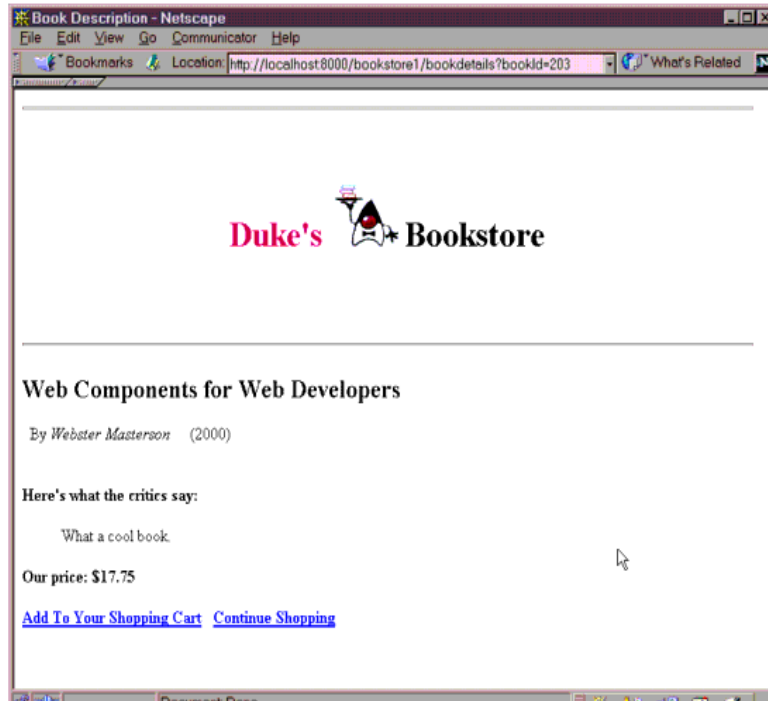 Book Description - Netscape
File Edit View Go Communicator Help
Bookmarks Location: http://localhost:8000/bookstore1/bookdetails?bookId=203 What's Related N
Duke's Bookstore
Web Components for Web Developers
By Webster Masterson (2000)
Here's what the critics say:
What a cool book.
Our price: $17.75
Add To Your Shopping Cart Continue Shopping
Document: Done